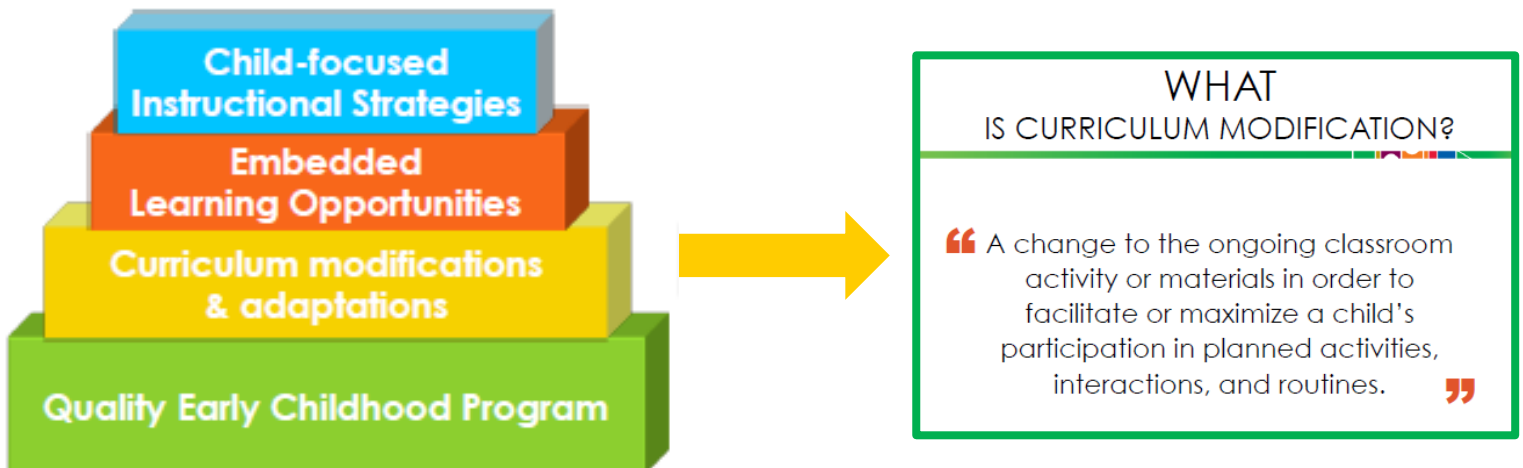 Child-focused
Instructional Strategies
Embedded
Learning Opportunities
Curriculum modifications
& adaptations
Quality Early Childhood Program
WHAT
IS CURRICULUM MODIFICATION?
“ A change to the ongoing classroom
activity or materials in order to
facilitate or maximize a child’s
participation in planned activities,
interactions, and routines. ”